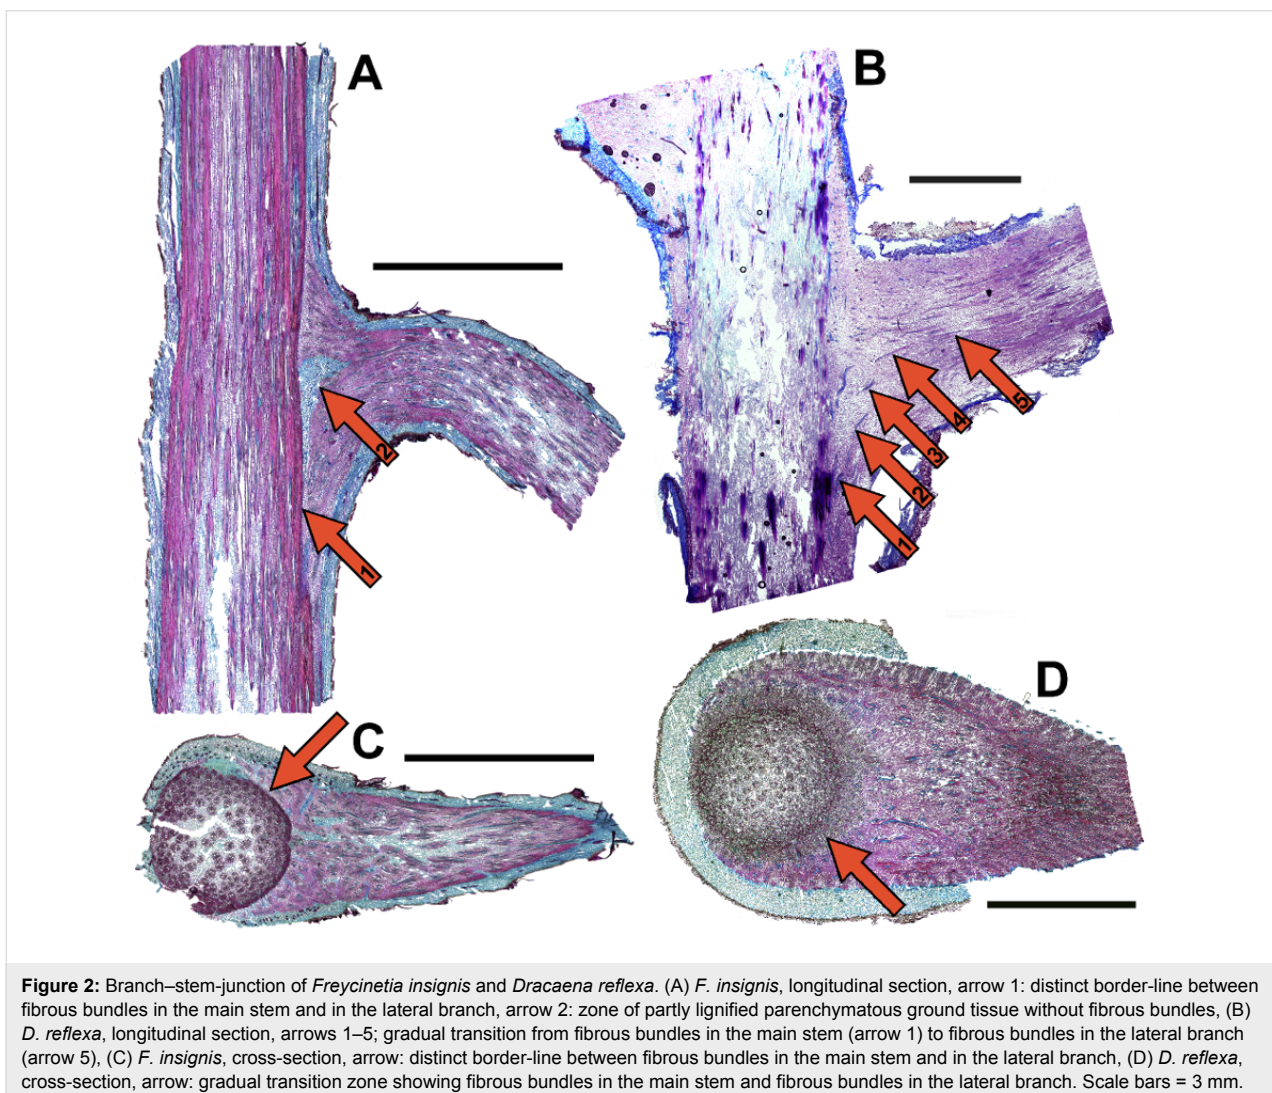 A
B
2
1
5
4
3
2
1
C
D
Figure 2: Branch–stem-junction of Freycinetia insignis and Dracaena reflexa. (A) F. insignis, longitudinal section, arrow 1: distinct border-line between
fibrous bundles in the main stem and in the lateral branch, arrow 2: zone of partly lignified parenchymatous ground tissue without fibrous bundles, (B)
D. reflexa, longitudinal section, arrows 1–5; gradual transition from fibrous bundles in the main stem (arrow 1) to fibrous bundles in the lateral branch
(arrow 5), (C) F. insignis, cross-section, arrow: distinct border-line between fibrous bundles in the main stem and in the lateral branch, (D) D. reflexa,
cross-section, arrow: gradual transition zone showing fibrous bundles in the main stem and fibrous bundles in the lateral branch. Scale bars = 3 mm.